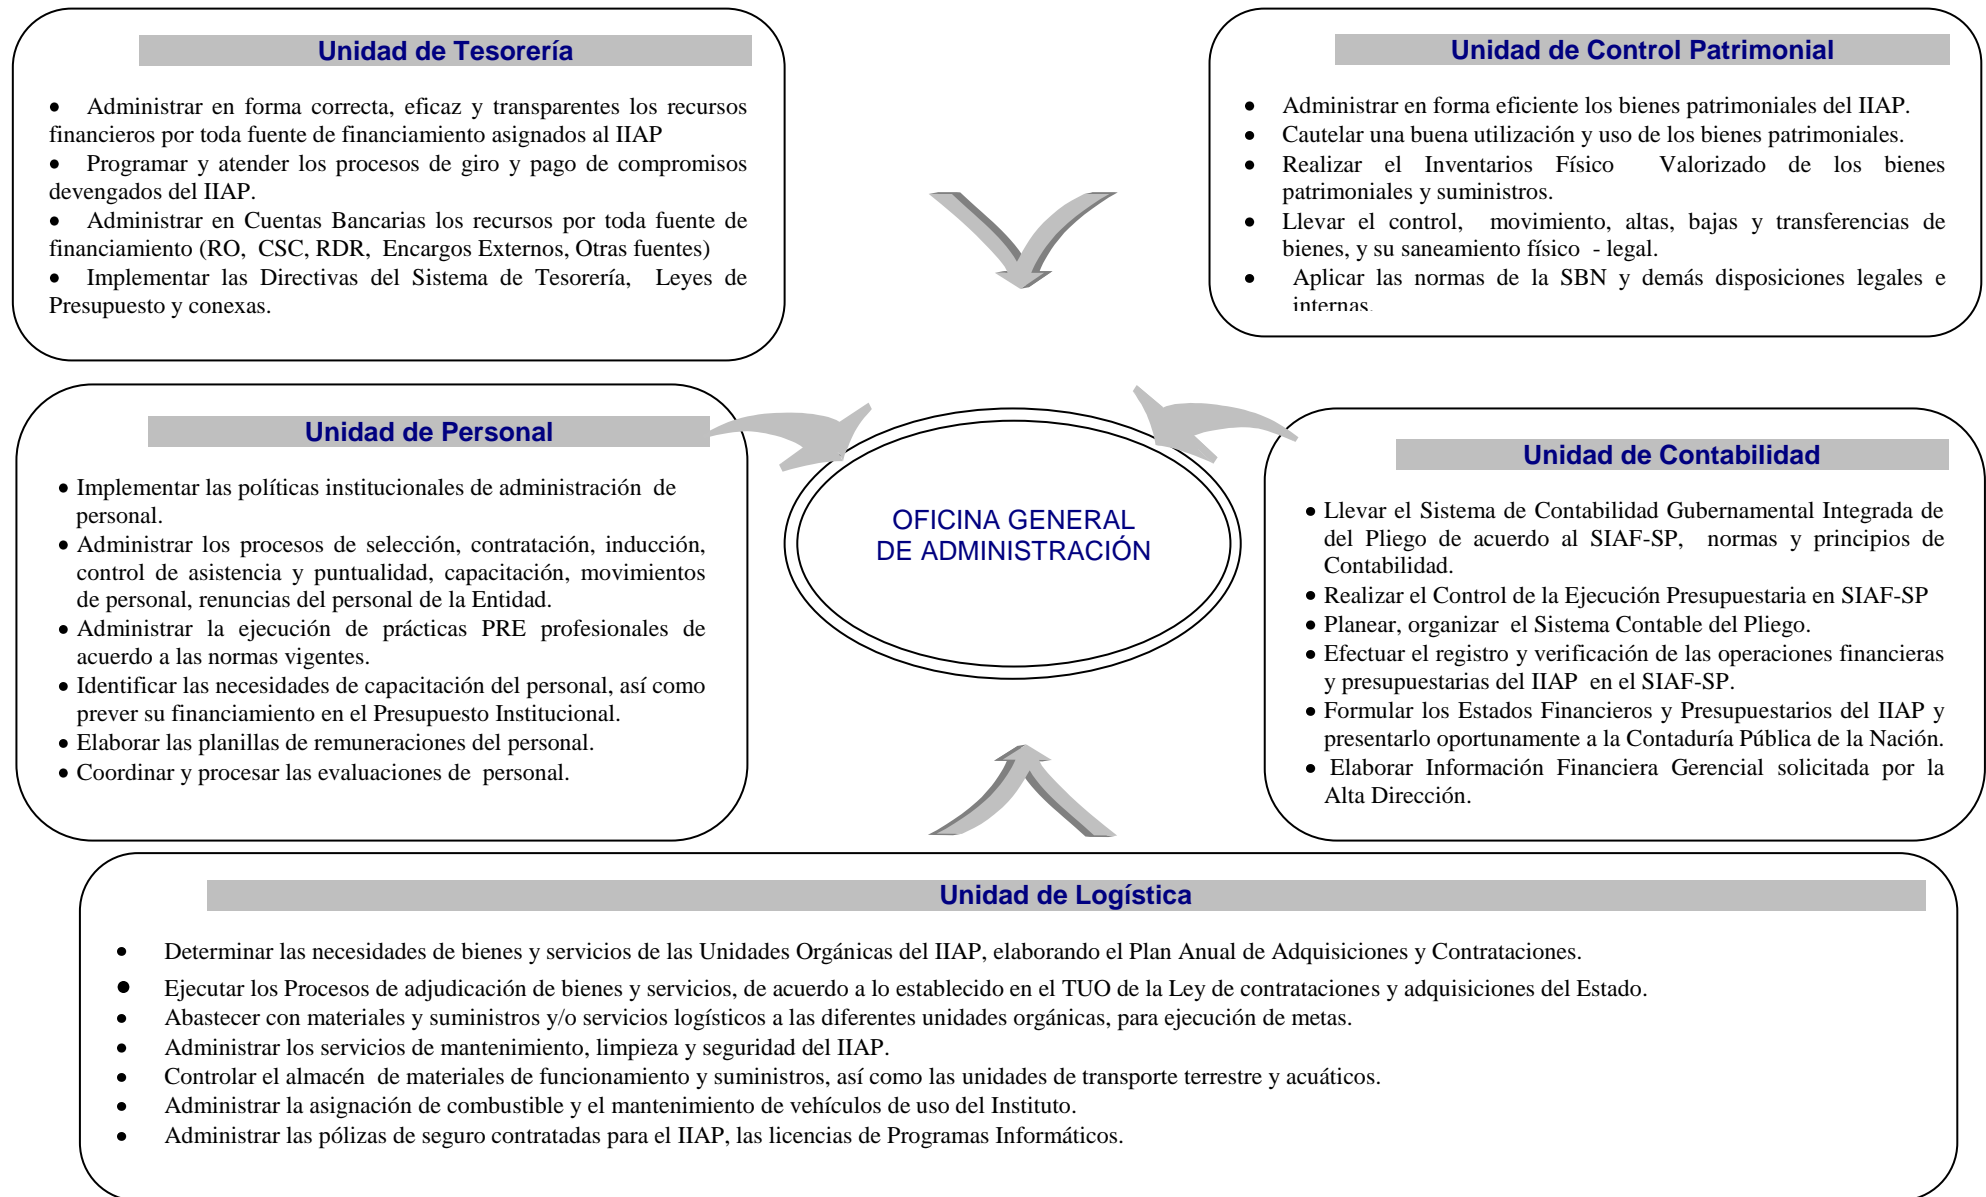 Unidad de Tesorería
• Administrar en forma correcta, eficaz y transparentes los recursos
financieros por toda fuente de financiamiento asignados al IIAP
• Programar y atender los procesos de giro y pago de compromisos
devengados del IIAP.
• Administrar en Cuentas Bancarias los recursos por toda fuente de
financiamiento (RO, CSC, RDR, Encargos Externos, Otras fuentes)
• Implementar las Directivas del Sistema de Tesorería, Leyes de
Presupuesto y conexas.
Unidad de Control Patrimonial
• Administrar en forma eficiente los bienes patrimoniales del IIAP.
• Cautelar una buena utilización y uso de los bienes patrimoniales.
• Realizar el Inventarios Físico Valorizado de los bienes
patrimoniales y suministros.
• Llevar el control, movimiento, altas, bajas y transferencias de
bienes, y su saneamiento físico - legal.
• Aplicar las normas de la SBN y demás disposiciones legales e
internas.
Unidad de Personal
• Implementar las políticas institucionales de administración de
personal.
• Administrar los procesos de selección, contratación, inducción,
control de asistencia y puntualidad, capacitación, movimientos
de personal, renuncias del personal de la Entidad.
• Administrar la ejecución de prácticas PRE profesionales de
acuerdo a las normas vigentes.
• Identificar las necesidades de capacitación del personal, así como
prever su financiamiento en el Presupuesto Institucional.
• Elaborar las planillas de remuneraciones del personal.
• Coordinar y procesar las evaluaciones de personal.
OFICINA GENERAL
DE ADMINISTRACIÓN
Unidad de Contabilidad
• Llevar el Sistema de Contabilidad Gubernamental Integrada de
del Pliego de acuerdo al SIAF-SP, normas y principios de
Contabilidad.
• Realizar el Control de la Ejecución Presupuestaria en SIAF-SP
• Planear, organizar el Sistema Contable del Pliego.
• Efectuar el registro y verificación de las operaciones financieras
y presupuestarias del IIAP en el SIAF-SP.
• Formular los Estados Financieros y Presupuestarios del IIAP y
presentarlo oportunamente a la Contaduría Pública de la Nación.
• Elaborar Información Financiera Gerencial solicitada por la
Alta Dirección.
Unidad de Logística
• Determinar las necesidades de bienes y servicios de las Unidades Orgánicas del IIAP, elaborando el Plan Anual de Adquisiciones y Contrataciones.
• Ejecutar los Procesos de adjudicación de bienes y servicios, de acuerdo a lo establecido en el TUO de la Ley de contrataciones y adquisiciones del Estado.
• Abastecer con materiales y suministros y/o servicios logísticos a las diferentes unidades orgánicas, para ejecución de metas.
• Administrar los servicios de mantenimiento, limpieza y seguridad del IIAP.
• Controlar el almacén de materiales de funcionamiento y suministros, así como las unidades de transporte terrestre y acuáticos.
• Administrar la asignación de combustible y el mantenimiento de vehículos de uso del Instituto.
• Administrar las pólizas de seguro contratadas para el IIAP, las licencias de Programas Informáticos.